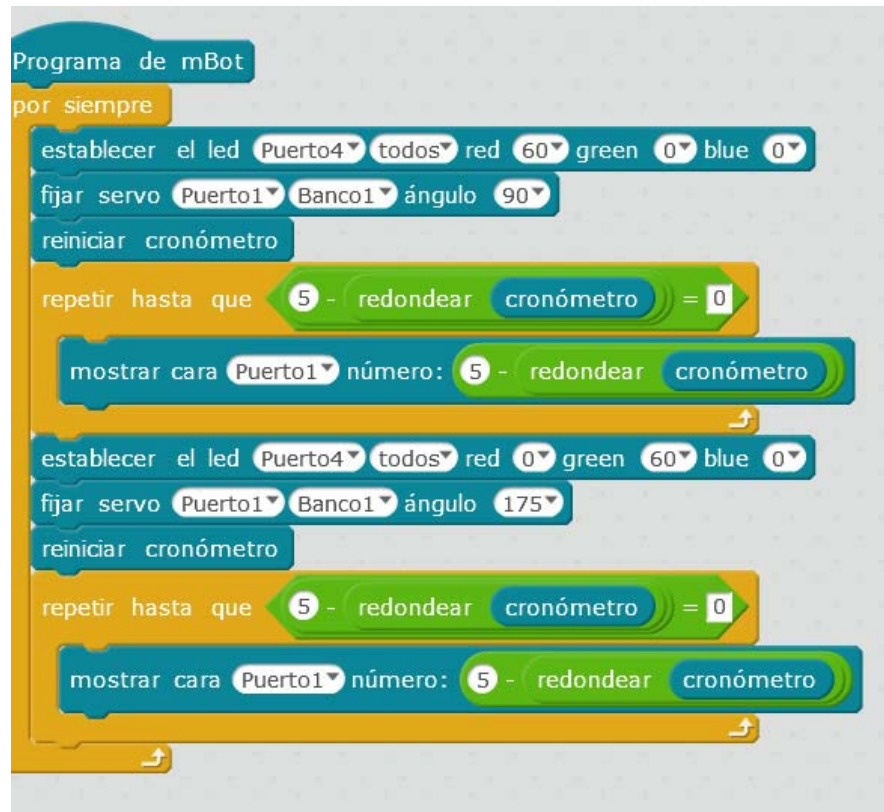 Programa de mBot
por siempre
establecer el led Puerto4 todos red 60 green 0 blue 0
fijar servo Puerto1 Banco1 ángulo 90
reiniciar cronómetro
repetir hasta que 5 - redondear cronómetro = 0
mostrar cara Puerto1 número: 5 - redondear cronómetro
establecer el led Puerto4 todos red 0 green 60 blue 0
fijar servo Puerto1 Banco1 ángulo 175
reiniciar cronómetro
repetir hasta que 5 - redondear cronómetro = 0
mostrar cara Puerto1 número: 5 - redondear cronómetro